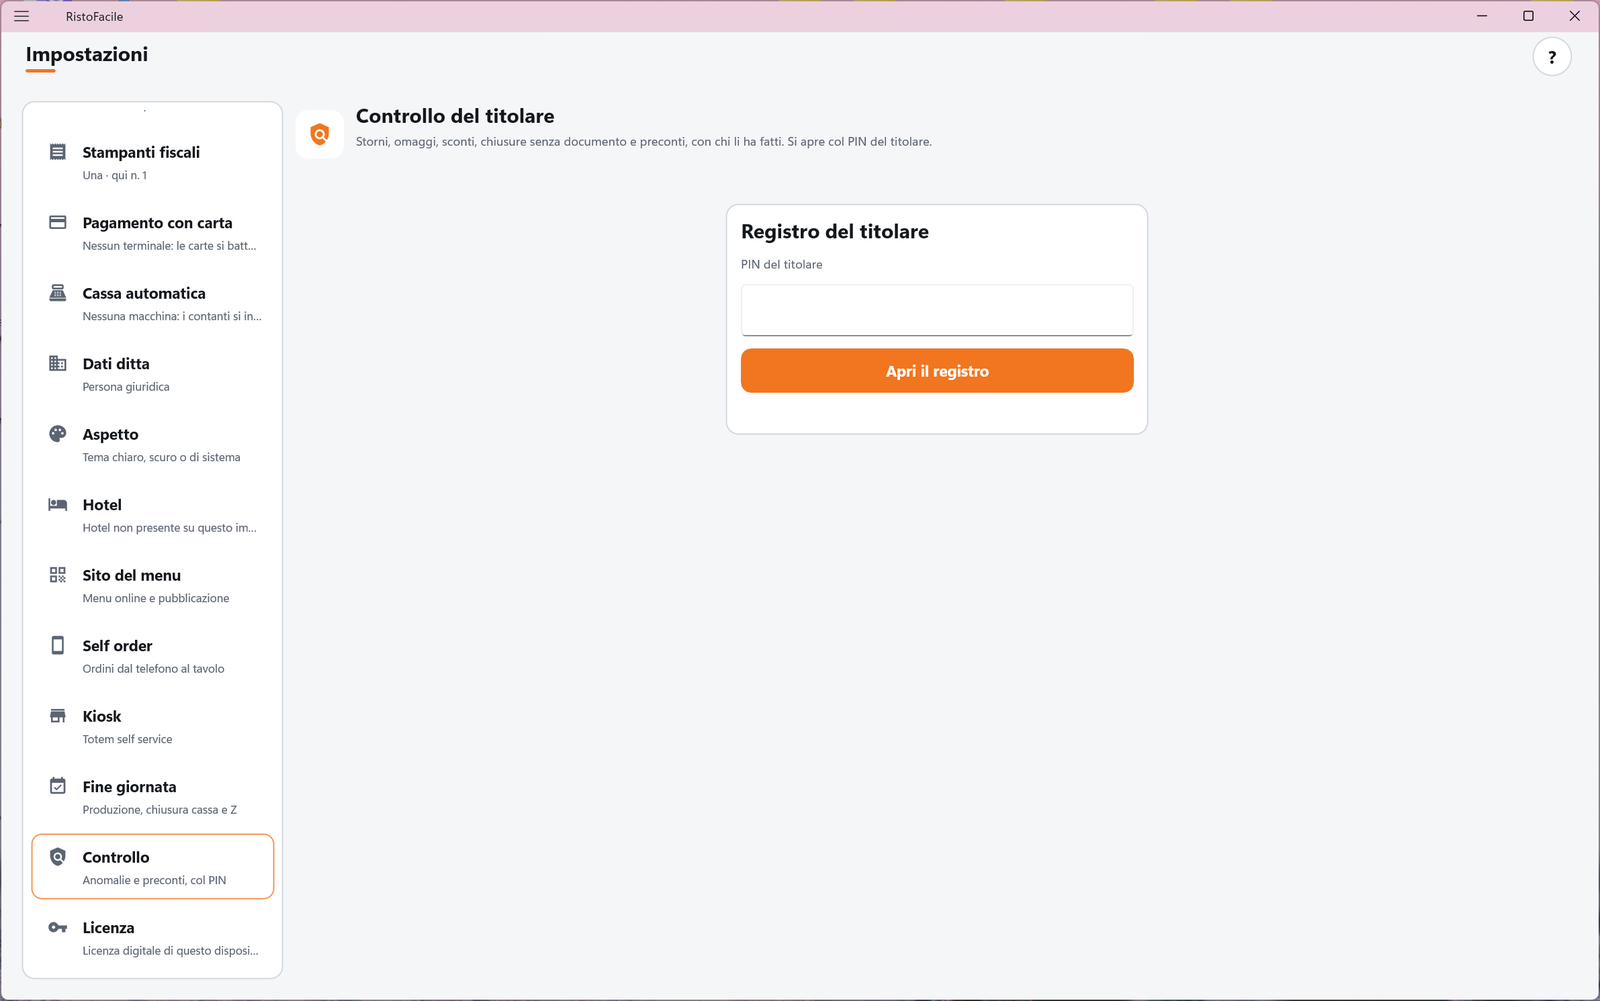 RistoFacile
Impostazioni
?
Stampanti fiscali
Una · qui n. 1
Pagamento con carta
Nessun terminale: le carte si batt...
Cassa automatica
Nessuna macchina: i contanti si in...
Dati ditta
Persona giuridica
Aspetto
Tema chiaro, scuro o di sistema
Hotel
Hotel non presente su questo im...
Sito del menu
Menu online e pubblicazione
Self order
Ordini dal telefono al tavolo
Kiosk
Totem self service
Fine giornata
Produzione, chiusura cassa e Z
Controllo
Anomalie e preconti, col PIN
Licenza
Licenza digitale di questo disposi...
Controllo del titolare
Storni, omaggi, sconti, chiusure senza documento e preconti, con chi li ha fatti. Si apre col PIN del titolare.
Registro del titolare
PIN del titolare
Apri il registro